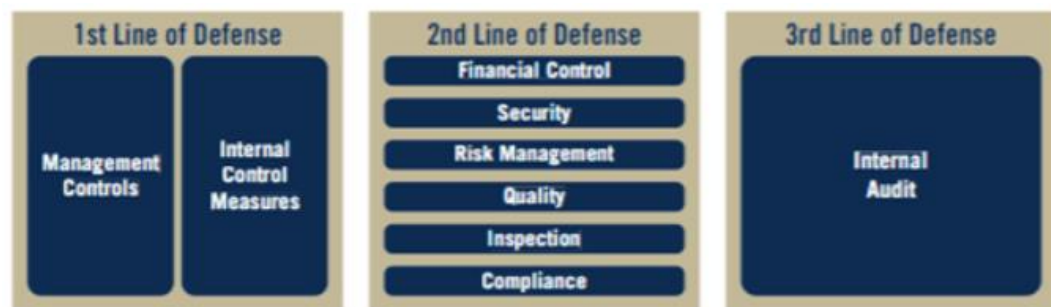 1st Line of Defense
Management
Controls
Internal
Control
Measures
2nd Line of Defense
Financial Control
Security
Risk Management
Quality
Inspection
Compliance
3rd Line of Defense
Internal
Audit